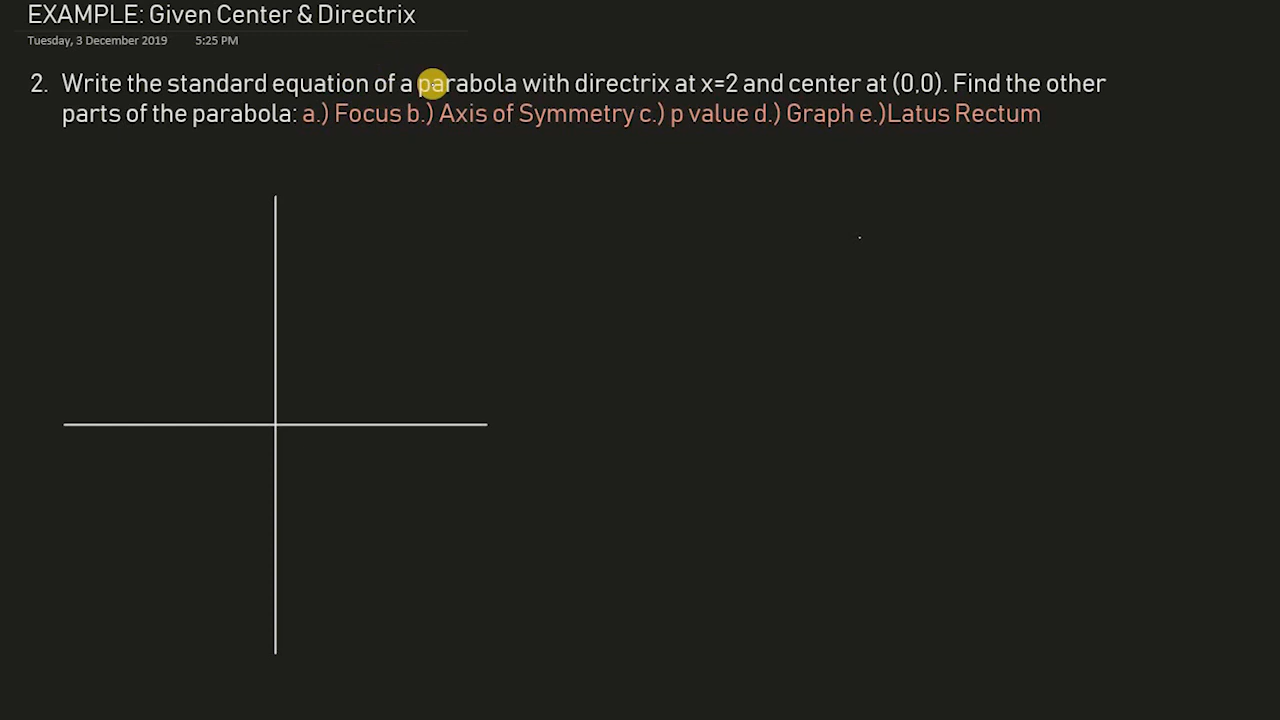 EXAMPLE: Given Center & Directrix
Tuesday, 3 December 2019 5:25 PM
2. Write the standard equation of a parabola with directrix at x=2 and center at (0,0). Find the other
parts of the parabola: a.) Focus b.) Axis of Symmetry c.) p value d.) Graph e.)Latus Rectum